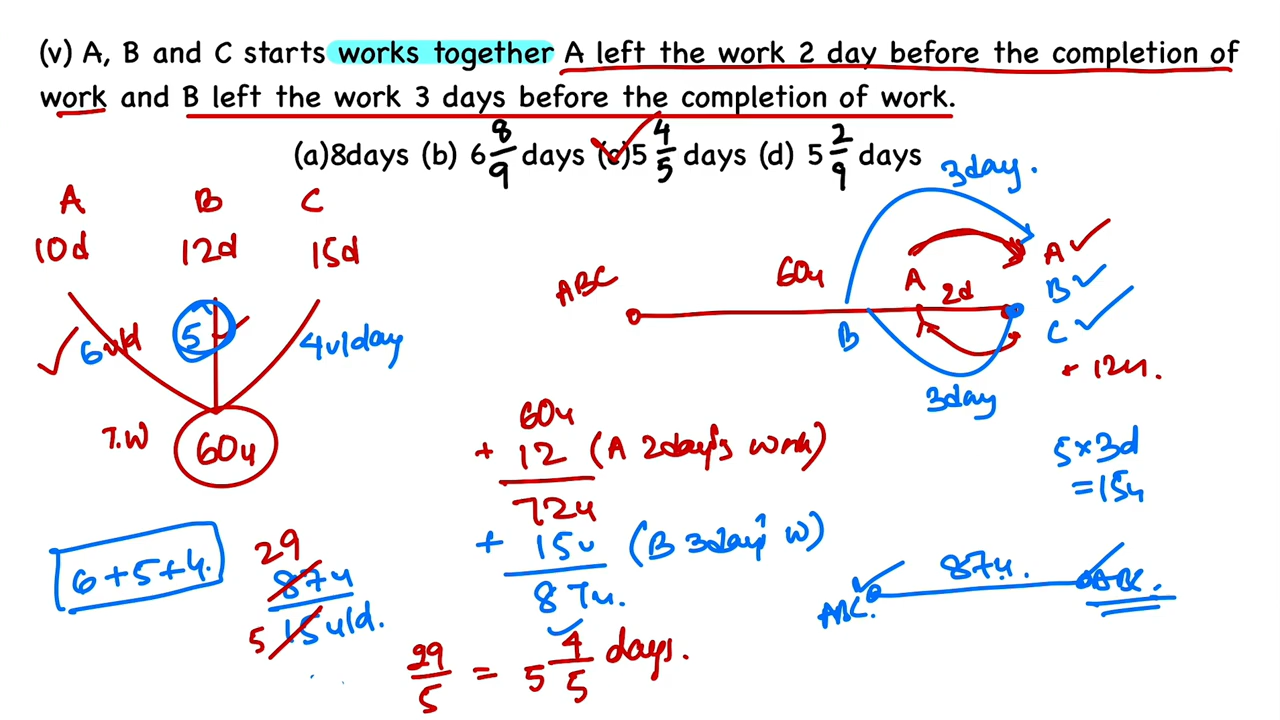 (v) A, B and C starts works together A left the work 2 day before the completion of
work and B left the work 3 days before the completion of work.
(a)8days (b) 6 8/9 days (c)5 4/5 days (d) 5 2/9 days
A B C
10d 12d 15d
6u/d 5 4u/day
T.W 60u
6+5+4.
29
87u
5 15u/d.
60u
+ 12 (A 2day's work)
72u
+ 15u (B 3day' W)
87u.
29/5 = 5 4/5 days.
3day.
ABC 60u A 2d A
B B
C
+ 12u.
3day
5×3d
=15u
87u.
ABC. ABC.